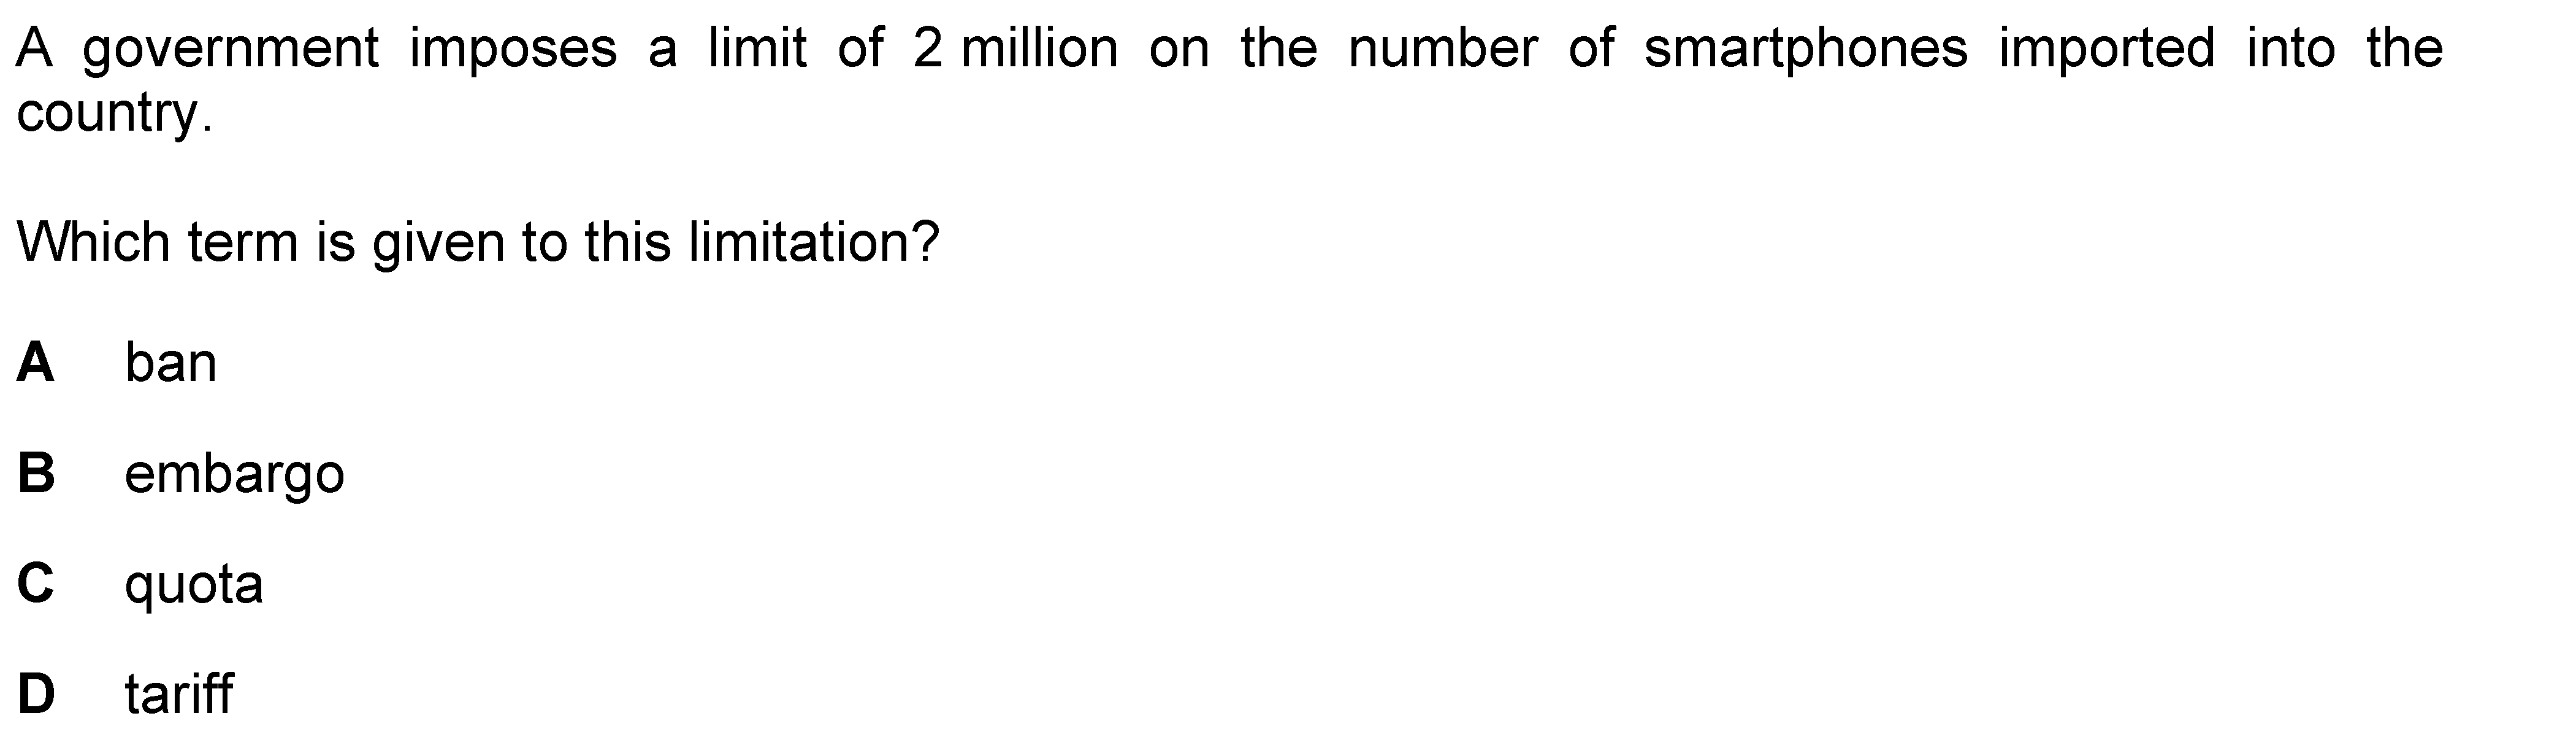 A government imposes a limit of 2 million on the number of smartphones imported into the
country.
Which term is given to this limitation?
A ban
B embargo
C quota
D tariff